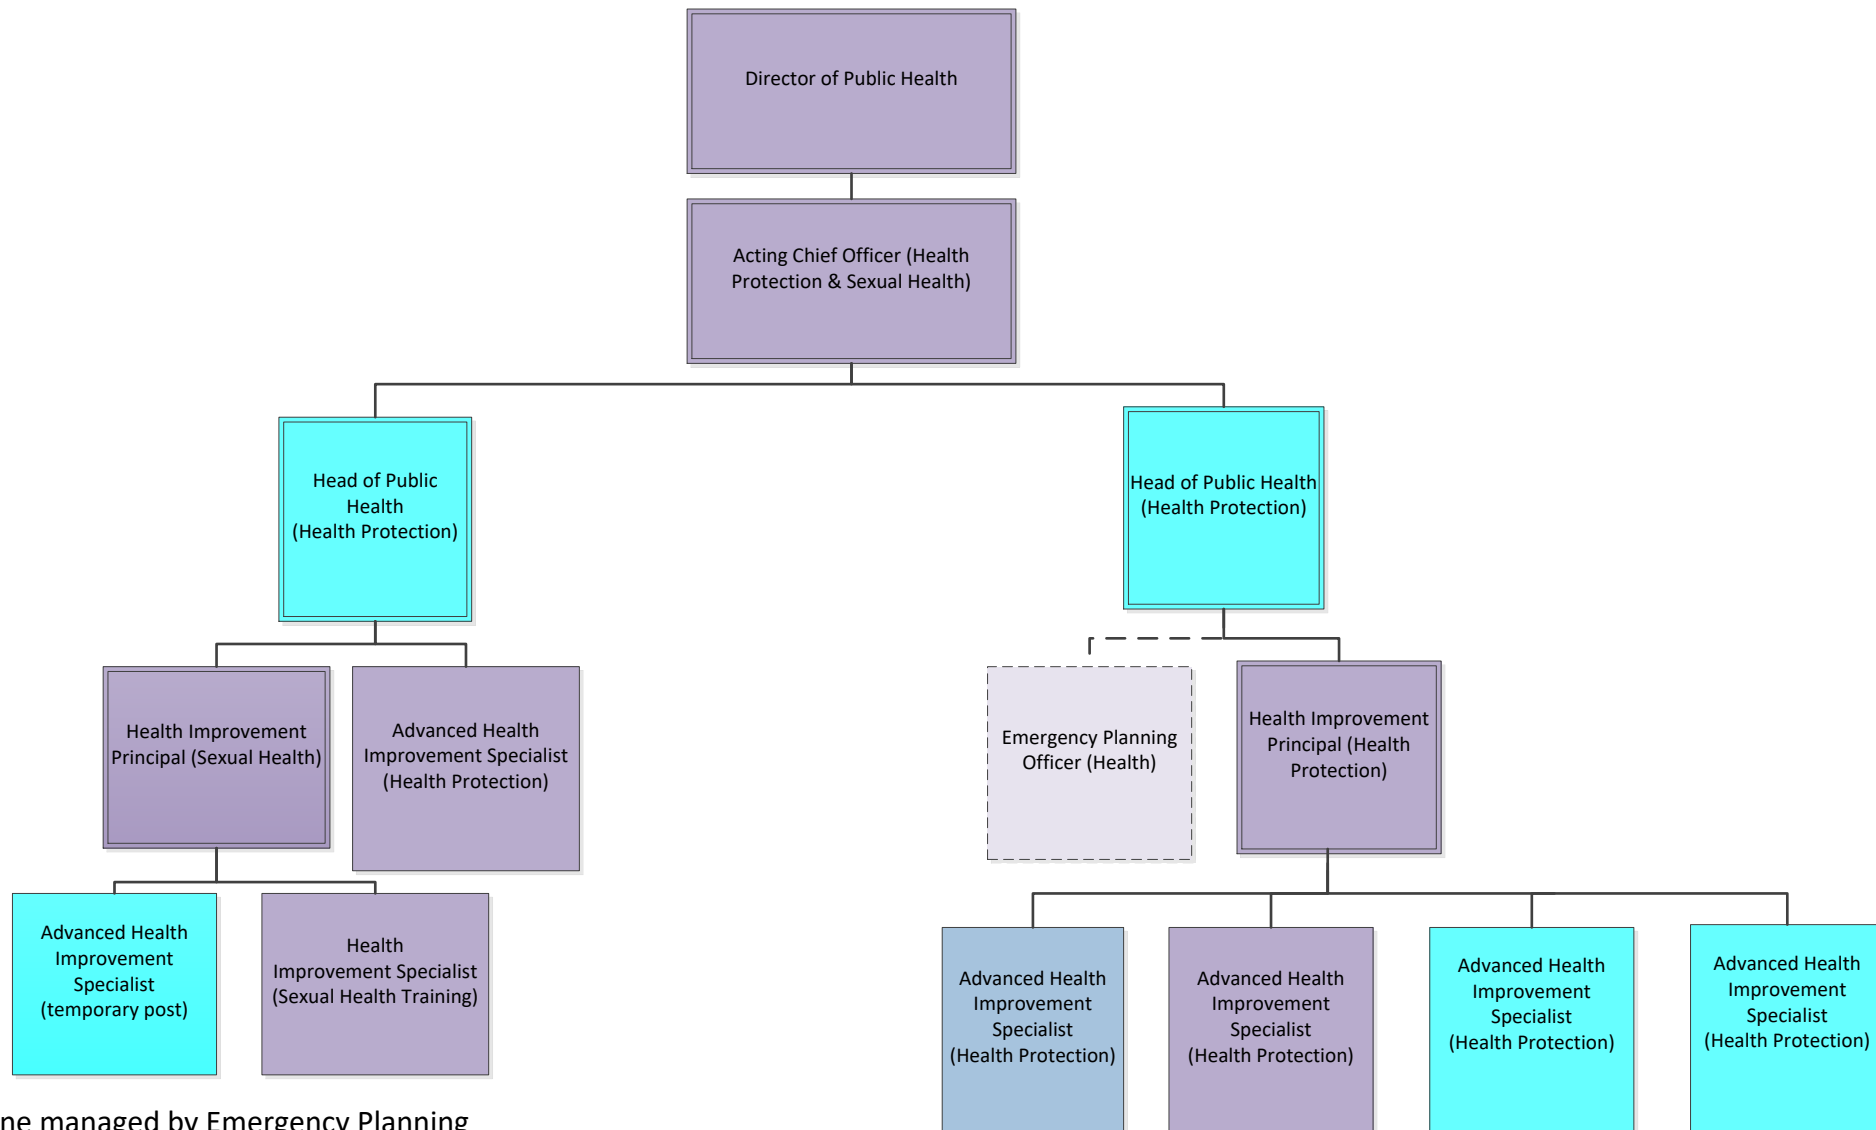 Director of Public Health
Acting Chief Officer (Health
Protection & Sexual Health)
Head of Public
Health
(Health Protection)
Head of Public Health
(Health Protection)
Health Improvement
Principal (Sexual Health)
Advanced Health
Improvement Specialist
(Health Protection)
Emergency Planning
Officer (Health)
Health Improvement
Principal (Health
Protection)
Advanced Health
Improvement
Specialist
(temporary post)
Health
Improvement Specialist
(Sexual Health Training)
Advanced Health
Improvement
Specialist
(Health Protection)
Advanced Health
Improvement
Specialist
(Health Protection)
Advanced Health
Improvement
Specialist
(Health Protection)
Advanced Health
Improvement
Specialist
(Health Protection)
managed by Emergency Planning